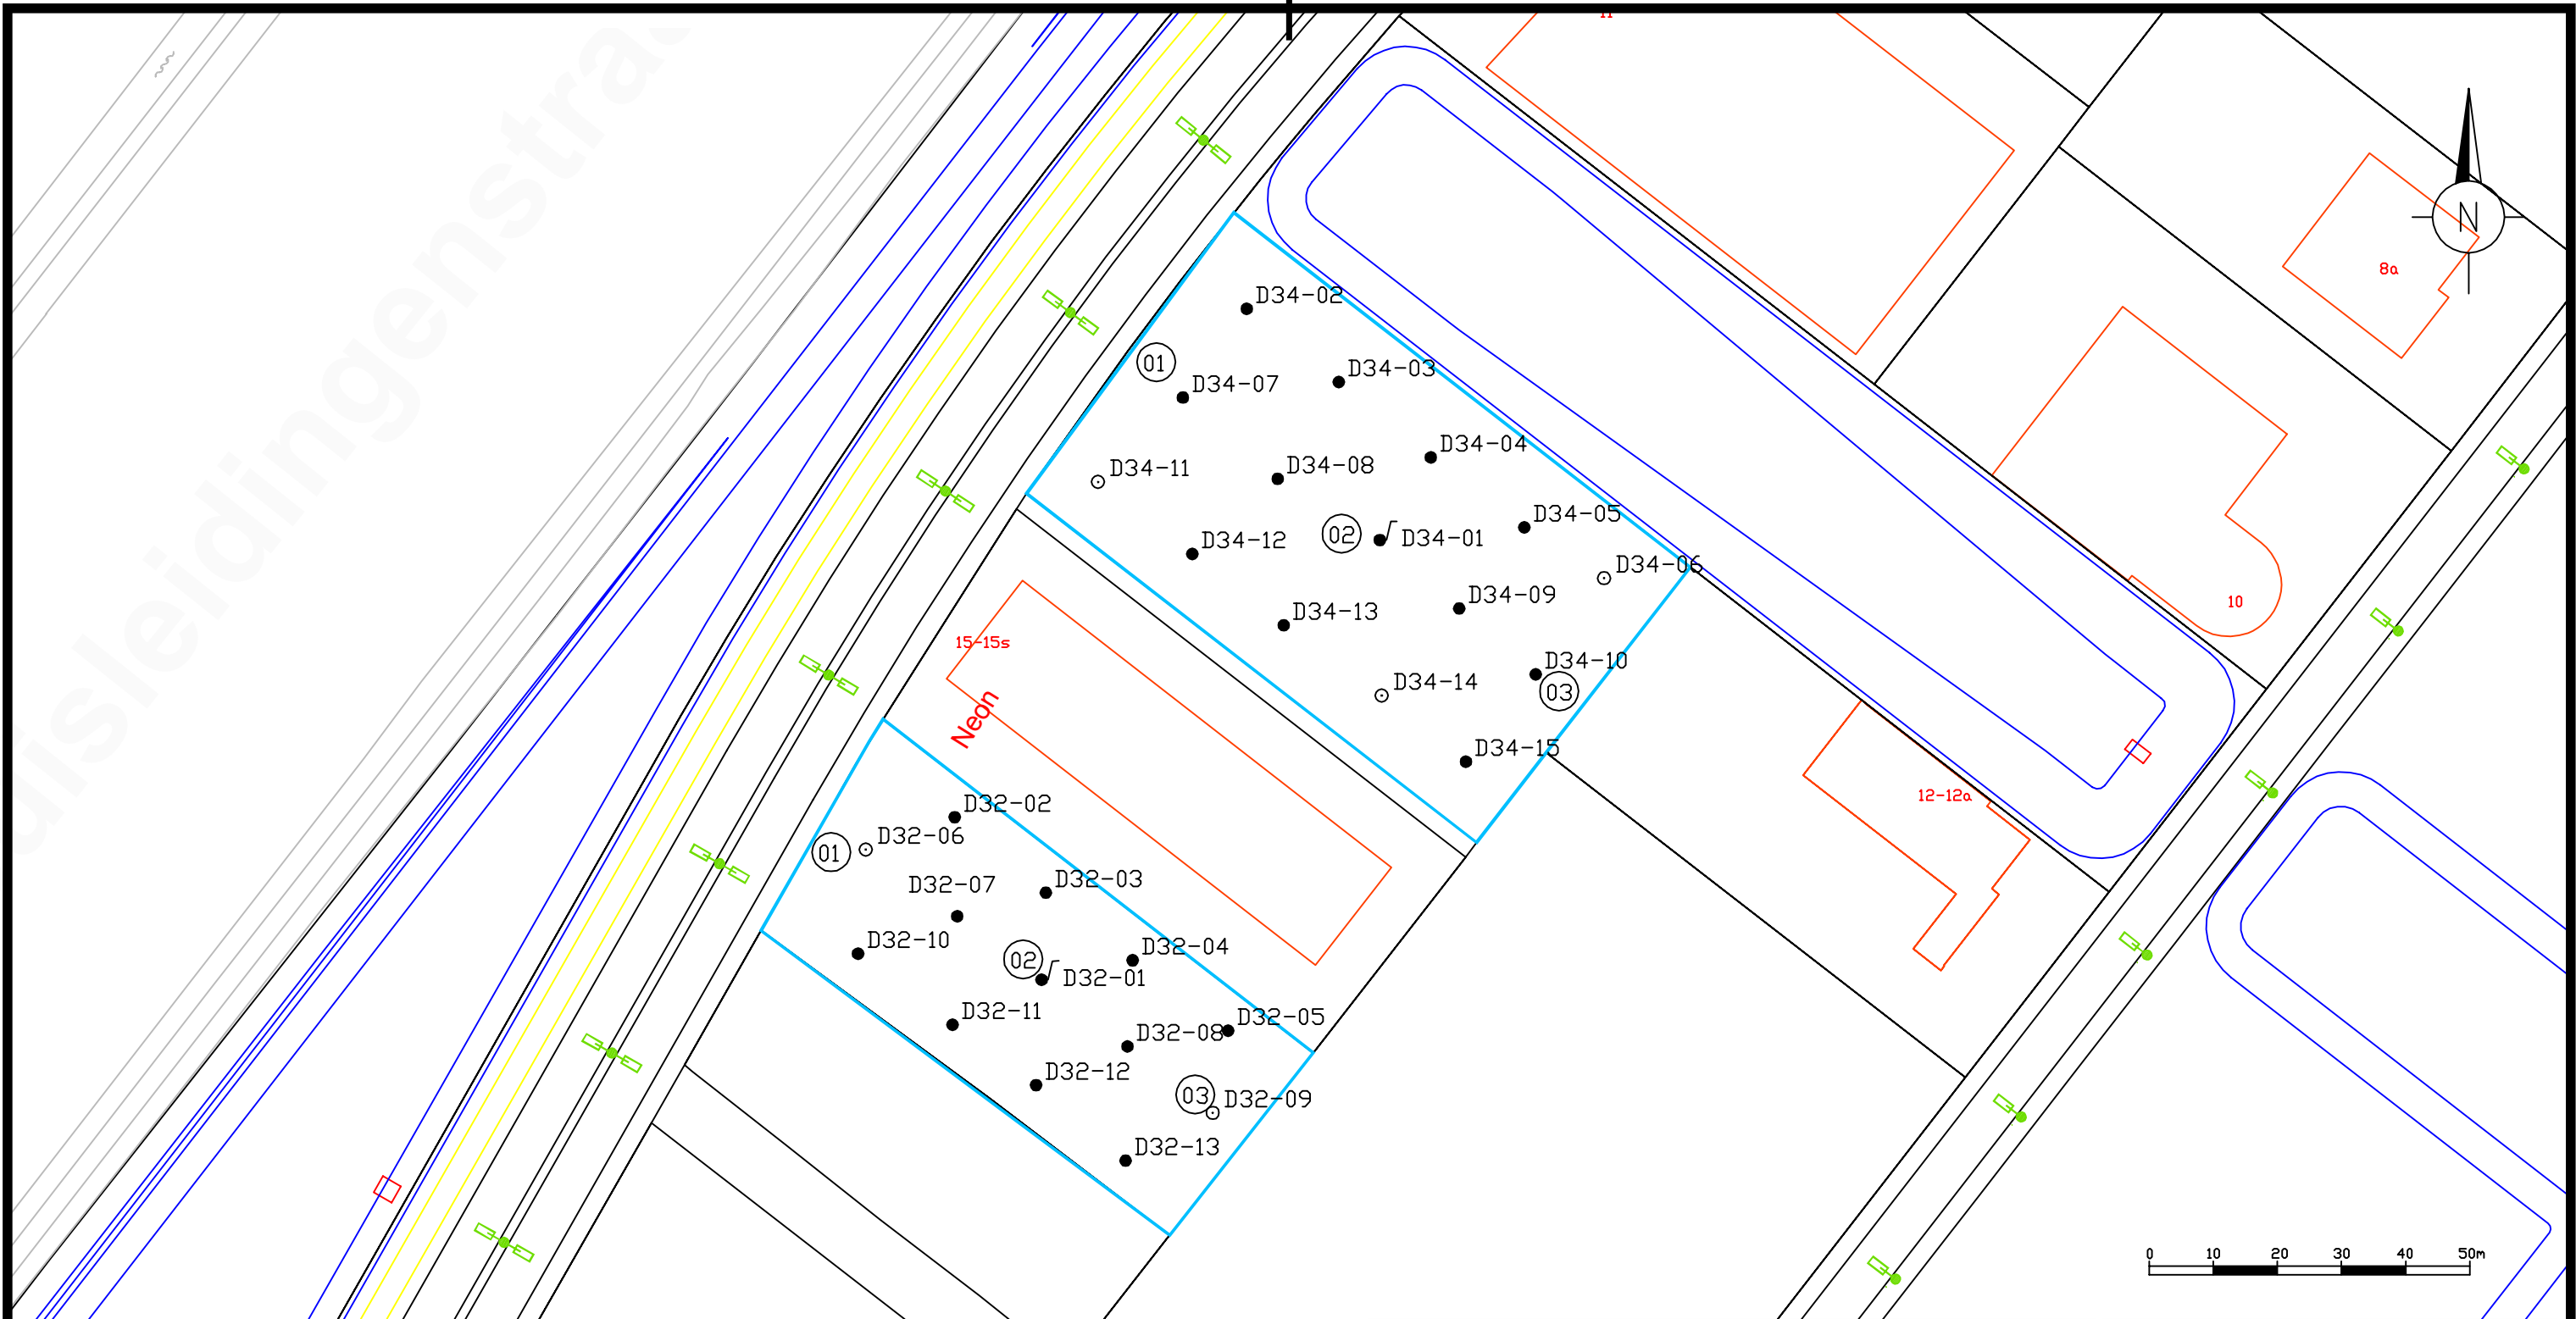 11
disleidingenstraa
N
8a
D34-02
01
D34-03
D34-07
D34-04
D34-08
D34-11
D34-05
02
D34-01
D34-12
D34-06
D34-09
10
D34-13
15-15s
D34-10
D34-14
03
Neon
D34-15
12-12a
D32-02
D32-06
01
D32-03
D32-07
D32-10
D32-04
02
D32-01
D32-11
D32-05
D32-08
D32-12
03
D32-09
D32-13
0 10 20 30 40 50m